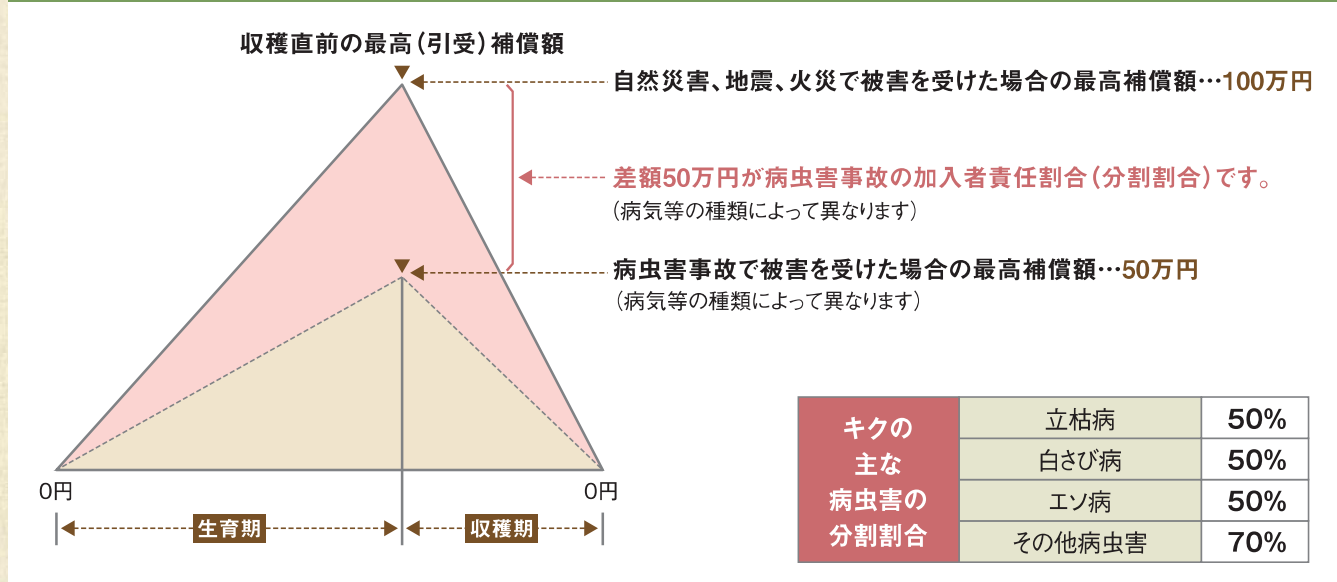 収穫直前の最高（引受）補償額
自然災害、地震、火災で被害を受けた場合の最高補償額…100万円
差額50万円が病虫害事故の加入者責任割合（分割割合）です。
（病気等の種類によって異なります）
病虫害事故で被害を受けた場合の最高補償額…50万円
（病気等の種類によって異なります）
0円
0円
生育期
収穫期
キクの
主な
病虫害の
分割割合
立枯病 50%
白さび病 50%
エソ病 50%
その他病虫害 70%